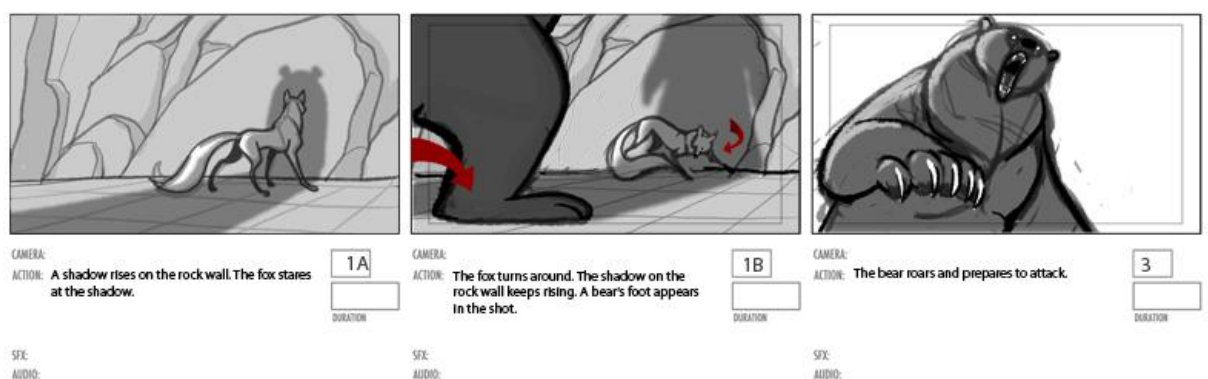 CAMERA:
1A
ACTION: A shadow rises on the rock wall. The fox stares
at the shadow.
DURATION
SFX:
AUDIO:
CAMERA:
1B
ACTION: The fox turns around. The shadow on the
rock wall keeps rising. A bear's foot appears
in the shot.
DURATION
SFX:
AUDIO:
CAMERA:
3
ACTION: The bear roars and prepares to attack.
DURATION
SFX:
AUDIO: